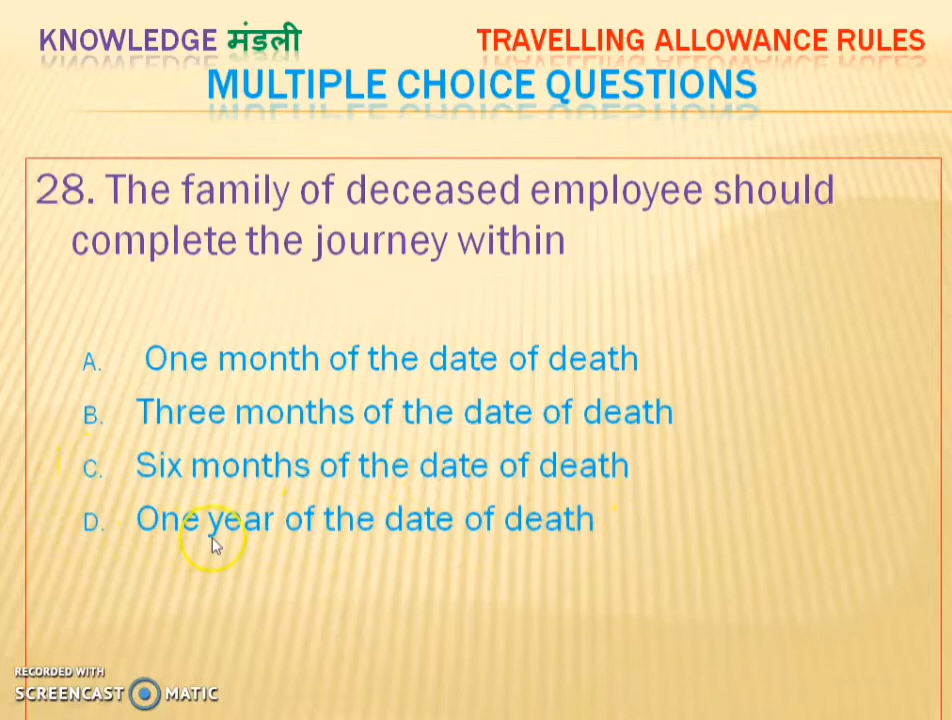 KNOWLEDGE मंडली TRAVELLING ALLOWANCE RULES
MULTIPLE CHOICE QUESTIONS
28. The family of deceased employee should
complete the journey within
A. One month of the date of death
B. Three months of the date of death
C. Six months of the date of death
D. One year of the date of death
RECORDED WITH
SCREENCAST MATIC